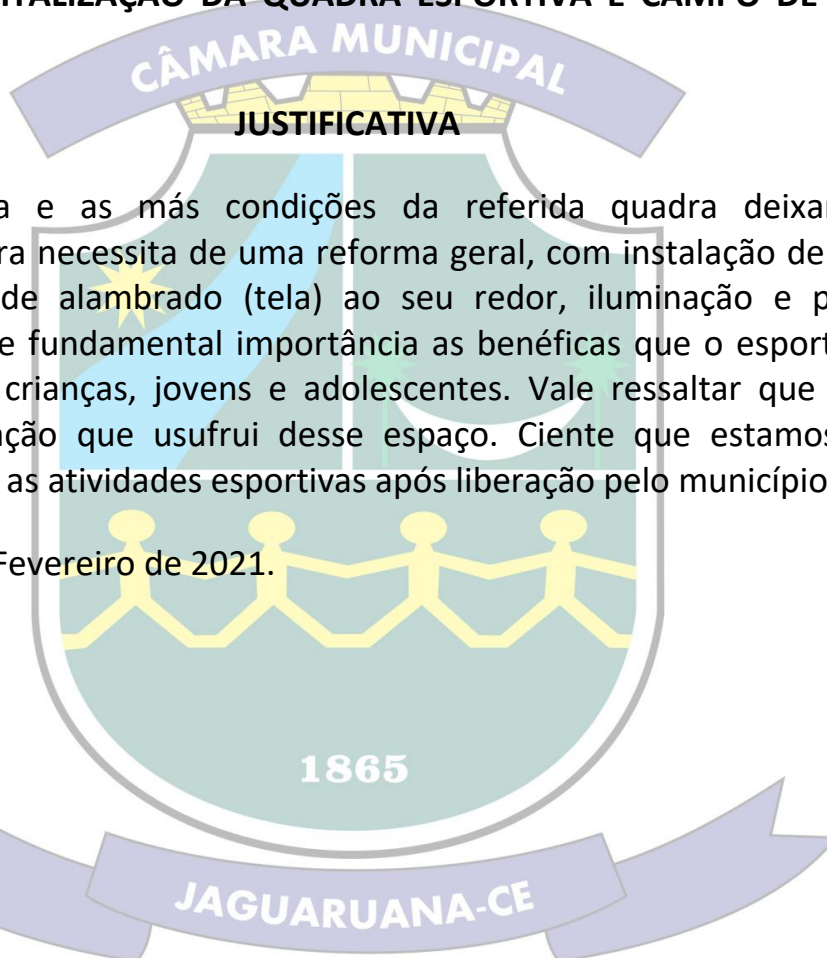 ITALIZAÇÃO DA QUADRA ESPORTIVA E CAMPO DE
CÂMARA MUNICIPAL
JUSTIFICATIVA
a e as más condições da referida quadra deixa
ra necessita de uma reforma geral, com instalação de
de alambrado (tela) ao seu redor, iluminação e p
e fundamental importância as benéficas que o esport
crianças, jovens e adolescentes. Vale ressaltar que
ação que usufrui desse espaço. Ciente que estamos
as atividades esportivas após liberação pelo município
Fevereiro de 2021.
1865
JAGUARUANA-CE